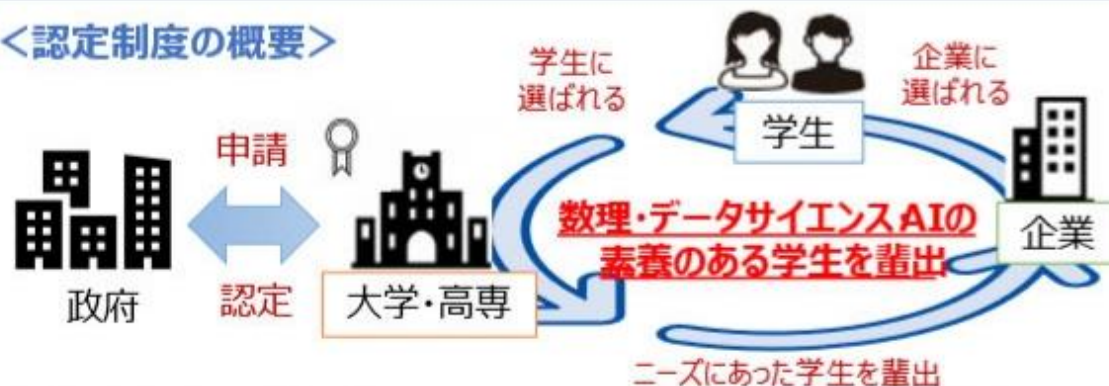 <認定制度の概要>
学生に
選ばれる
企業に
選ばれる
学生
申請
数理・データサイエンスAIの
素養のある学生を輩出
企業
政府
認定
大学・高専
ニーズにあった学生を輩出